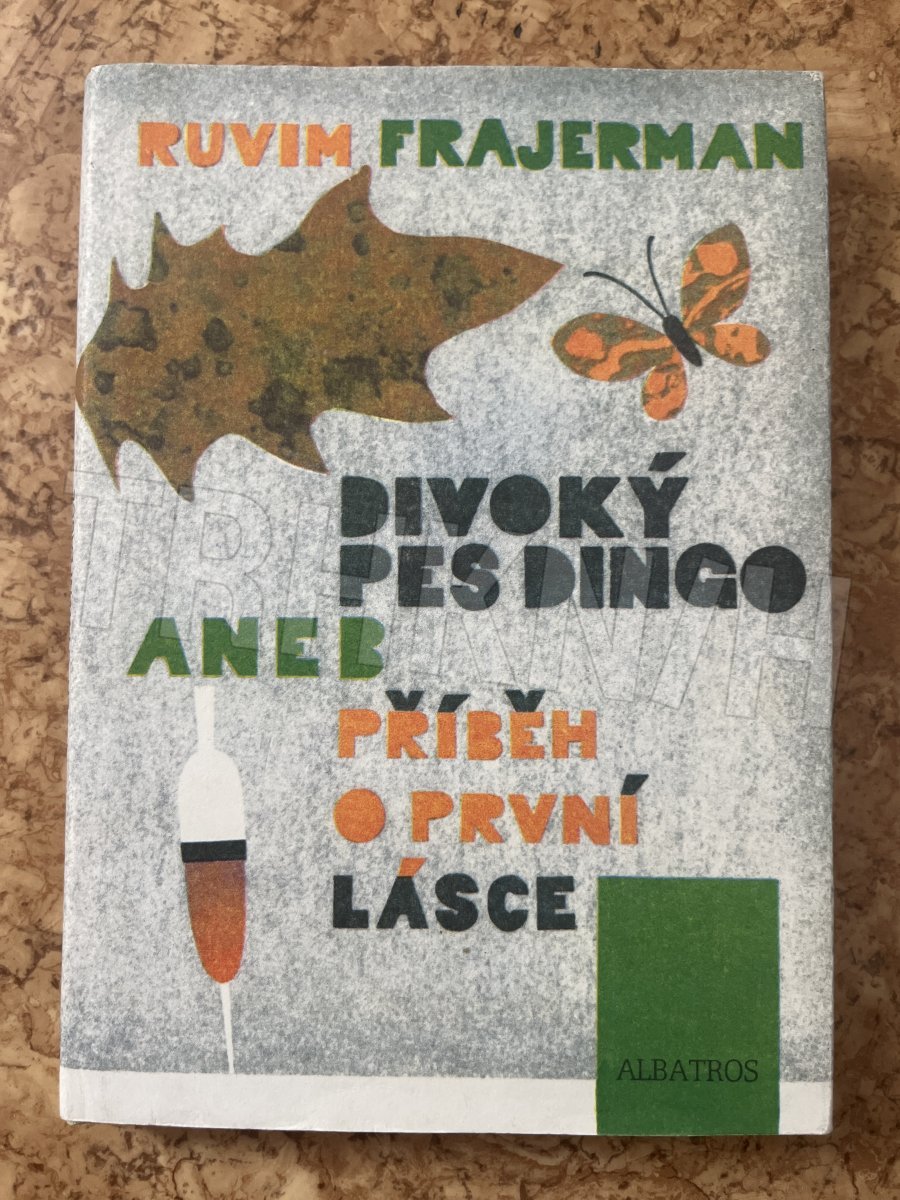 RUVIM FRAJERMAN
DIVOKÝ
PES DINGO
ANEB
PŘÍBĚH
O PRVNÍ
LÁSCE
ALBATROS